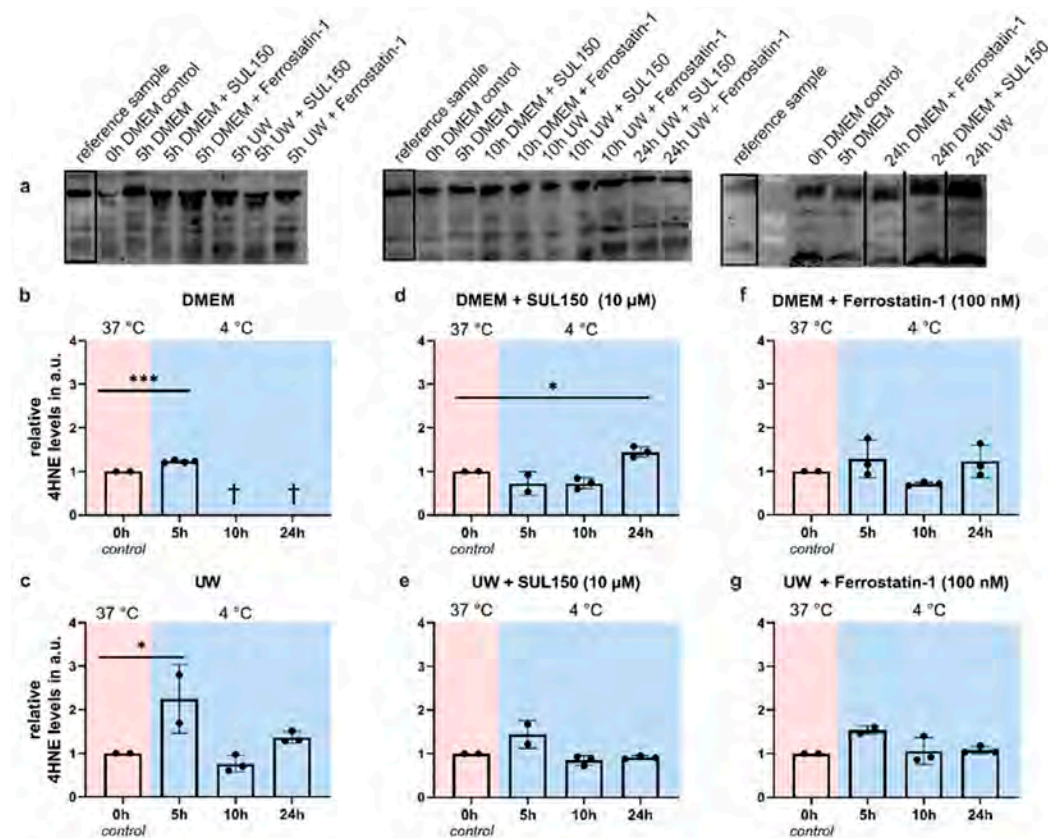 reference sample
0h DMEM control
5h DMEM
5h DMEM + SUL150
5h DMEM + Ferrostatin-1
5h UW
5h UW + SUL150
5h UW + Ferrostatin-1
reference sample
0h DMEM control
5h DMEM
10h DMEM + SUL150
10h DMEM + Ferrostatin-1
10h UW
10h UW + SUL150
10h UW + Ferrostatin-1
24h UW + SUL150
24h UW + Ferrostatin-1
reference sample
0h DMEM control
5h DMEM
24h DMEM + Ferrostatin-1
24h DMEM + SUL150
24h UW
a
b DMEM
37 °C 4 °C
***
relative
4HNE levels in a.u.
4
3
2
1
0
† †
0h 5h 10h 24h
control
d DMEM + SUL150 (10 µM)
37 °C 4 °C
*
4
3
2
1
0
0h 5h 10h 24h
control
f DMEM + Ferrostatin-1 (100 nM)
37 °C 4 °C
4
3
2
1
0
0h 5h 10h 24h
control
c UW
37 °C 4 °C
*
relative
4HNE levels in a.u.
4
3
2
1
0
0h 5h 10h 24h
control
e UW + SUL150 (10 µM)
37 °C 4 °C
4
3
2
1
0
0h 5h 10h 24h
control
g UW + Ferrostatin-1 (100 nM)
37 °C 4 °C
4
3
2
1
0
0h 5h 10h 24h
control